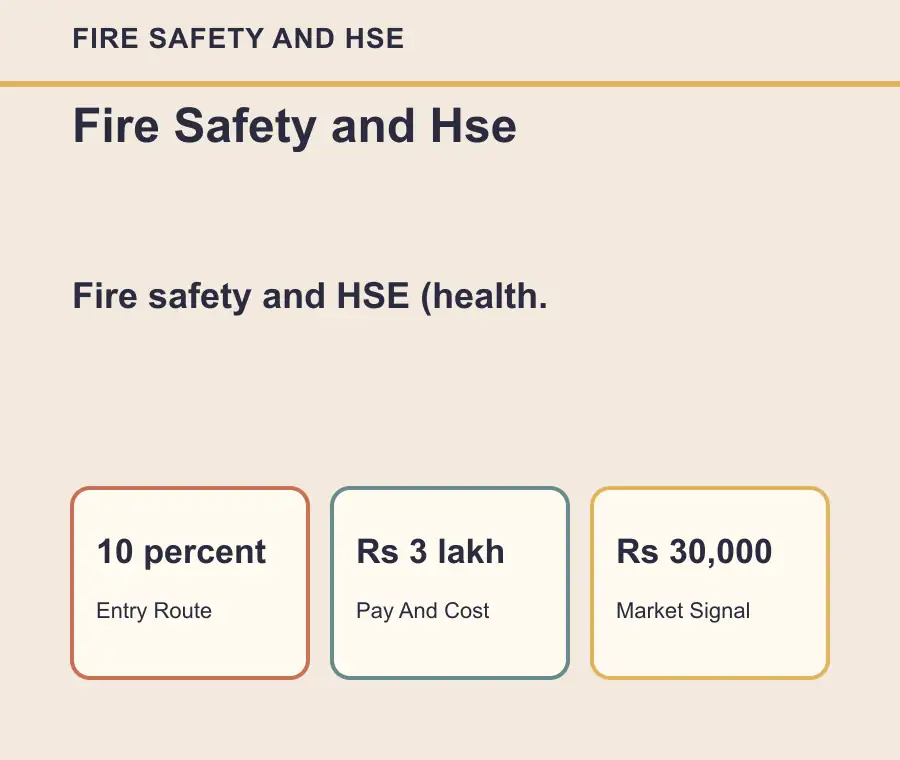 FIRE SAFETY AND HSE
Fire Safety and Hse
Fire safety and HSE (health.
10 percent
Entry Route
Rs 3 lakh
Pay And Cost
Rs 30,000
Market Signal